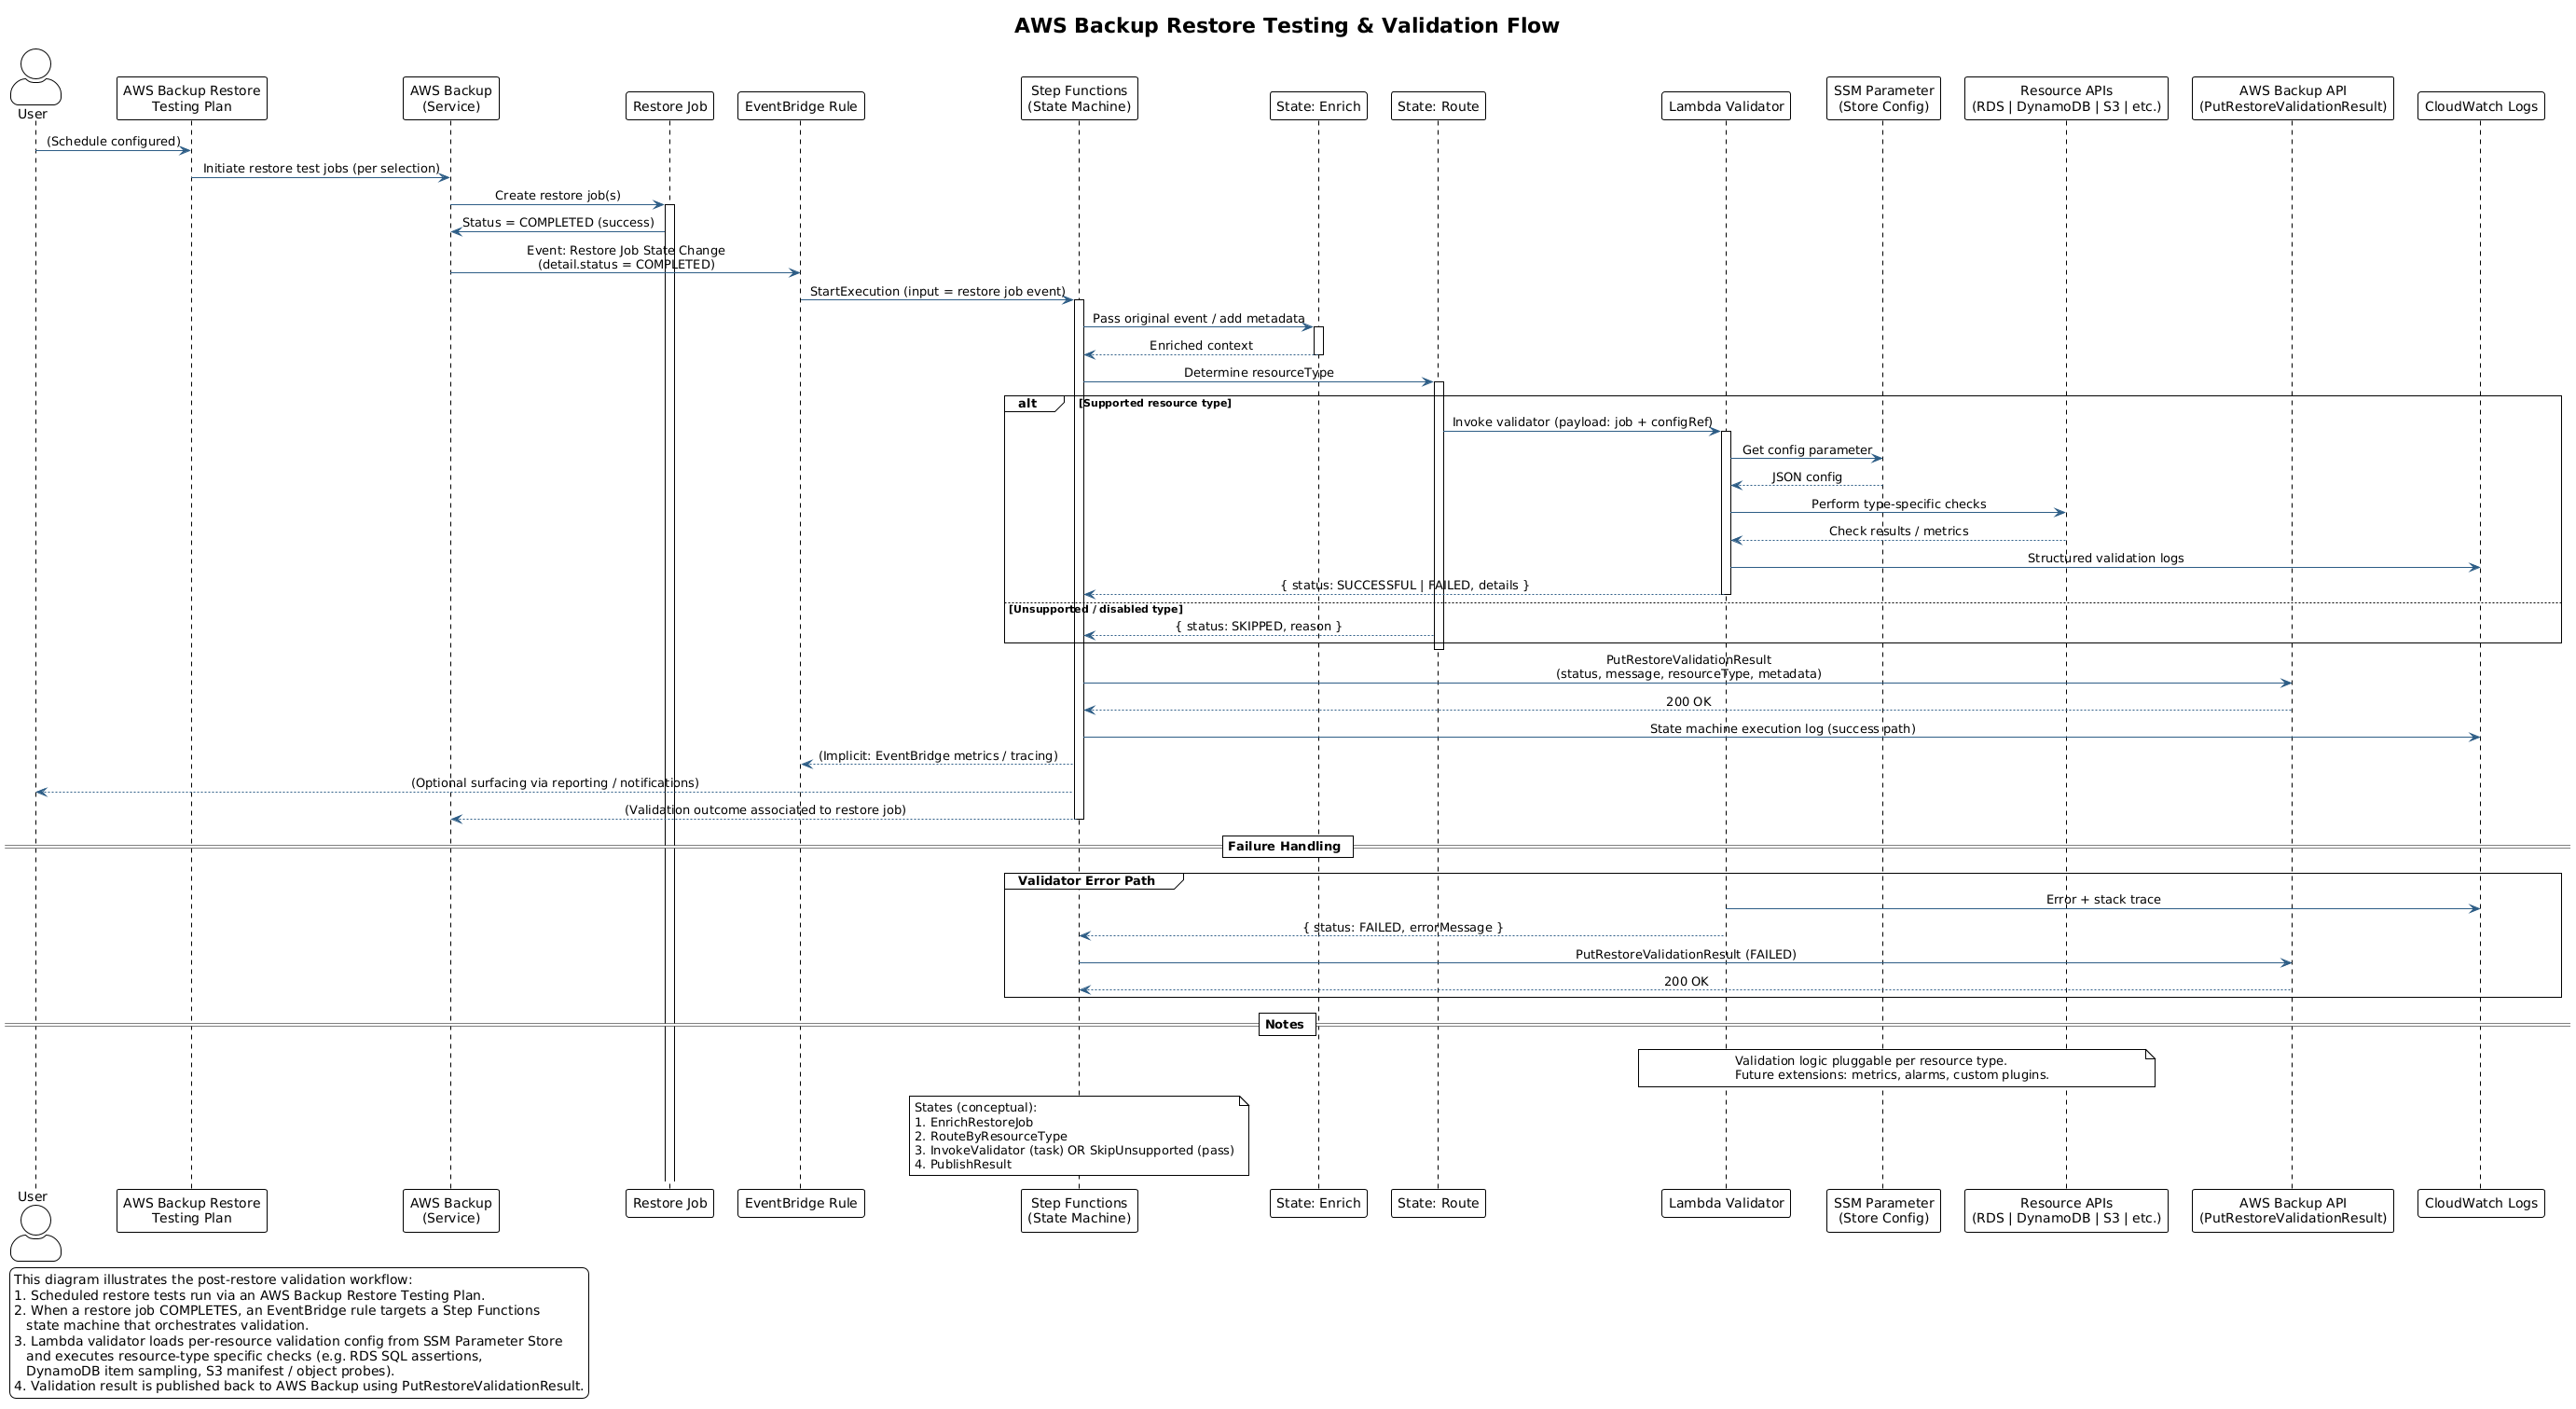 AWS Backup Restore Testing & Validation Flow
User
AWS Backup Restore
Testing Plan
AWS Backup
(Service)
Restore Job
EventBridge Rule
Step Functions
(State Machine)
State: Enrich
State: Route
Lambda Validator
SSM Parameter
(Store Config)
Resource APIs
(RDS | DynamoDB | S3 | etc.)
AWS Backup API
(PutRestoreValidationResult)
CloudWatch Logs
(Schedule configured)
Initiate restore test jobs (per selection)
Create restore job(s)
Status = COMPLETED (success)
Event: Restore Job State Change
(detail.status = COMPLETED)
StartExecution (input = restore job event)
Pass original event / add metadata
Enriched context
Determine resourceType
alt
[Supported resource type]
Invoke validator (payload: job + configRef)
Get config parameter
JSON config
Perform type-specific checks
Check results / metrics
Structured validation logs
{ status: SUCCESSFUL | FAILED, details }
[Unsupported / disabled type]
{ status: SKIPPED, reason }
PutRestoreValidationResult
(status, message, resourceType, metadata)
200 OK
State machine execution log (success path)
(Implicit: EventBridge metrics / tracing)
(Optional surfacing via reporting / notifications)
(Validation outcome associated to restore job)
Failure Handling
Validator Error Path
Error + stack trace
{ status: FAILED, errorMessage }
PutRestoreValidationResult (FAILED)
200 OK
Notes
Validation logic pluggable per resource type.
Future extensions: metrics, alarms, custom plugins.
States (conceptual):
1. EnrichRestoreJob
2. RouteByResourceType
3. InvokeValidator (task) OR SkipUnsupported (pass)
4. PublishResult
User
AWS Backup Restore
Testing Plan
AWS Backup
(Service)
Restore Job
EventBridge Rule
Step Functions
(State Machine)
State: Enrich
State: Route
Lambda Validator
SSM Parameter
(Store Config)
Resource APIs
(RDS | DynamoDB | S3 | etc.)
AWS Backup API
(PutRestoreValidationResult)
CloudWatch Logs
This diagram illustrates the post-restore validation workflow:
1. Scheduled restore tests run via an AWS Backup Restore Testing Plan.
2. When a restore job COMPLETES, an EventBridge rule targets a Step Functions
state machine that orchestrates validation.
3. Lambda validator loads per-resource validation config from SSM Parameter Store
and executes resource-type specific checks (e.g. RDS SQL assertions,
DynamoDB item sampling, S3 manifest / object probes).
4. Validation result is published back to AWS Backup using PutRestoreValidationResult.